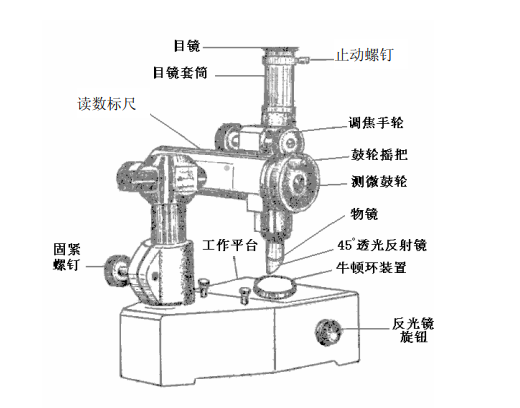 目镜
止动螺钉
目镜套筒
读数标尺
调焦手轮
鼓轮摇把
测微鼓轮
物镜
45°透光反射镜
工作平台
固紧
螺钉
牛顿环装置
反光镜
旋钮